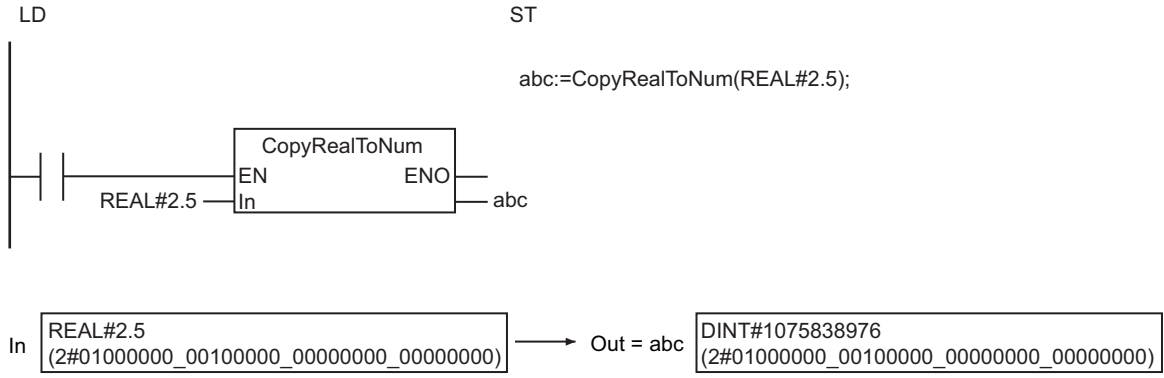 LD
ST
abc:=CopyRealToNum(REAL#2.5);
CopyRealToNum
EN ENO
REAL#2.5 In abc
In REAL#2.5 Out = abc DINT#1075838976
(2#01000000_00100000_00000000_00000000) (2#01000000_00100000_00000000_00000000)